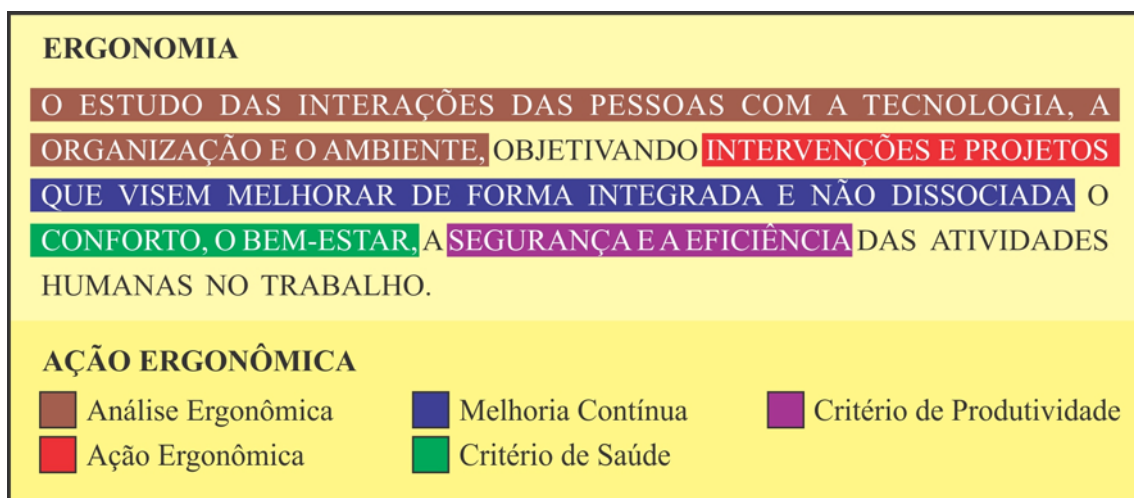 ERGONOMIA
O ESTUDO DAS INTERAÇÕES DAS PESSOAS COM A TECNOLOGIA, A
ORGANIZAÇÃO E O AMBIENTE, OBJETIVANDO INTERVENÇÕES E PROJETOS
QUE VISEM MELHORAR DE FORMA INTEGRADA E NÃO DISSOCIADA O
CONFORTO, O BEM-ESTAR, A SEGURANÇA E A EFICIÊNCIA DAS ATIVIDADES
HUMANAS NO TRABALHO.
AÇÃO ERGONÔMICA
Análise Ergonômica Melhoria Contínua Critério de Produtividade
Ação Ergonômica Critério de Saúde